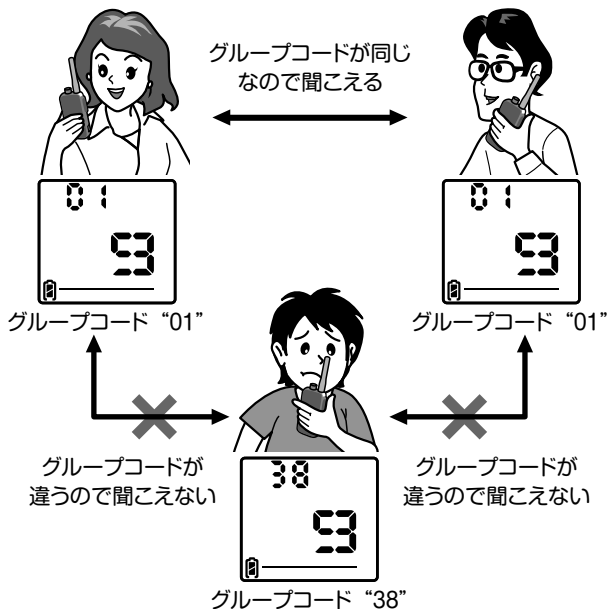 グループコードが同じ
なので聞こえる
01
01
グループコード “01”
グループコード “01”
グループコードが
違うので聞こえない
グループコードが
違うので聞こえない
38
グループコード “38”